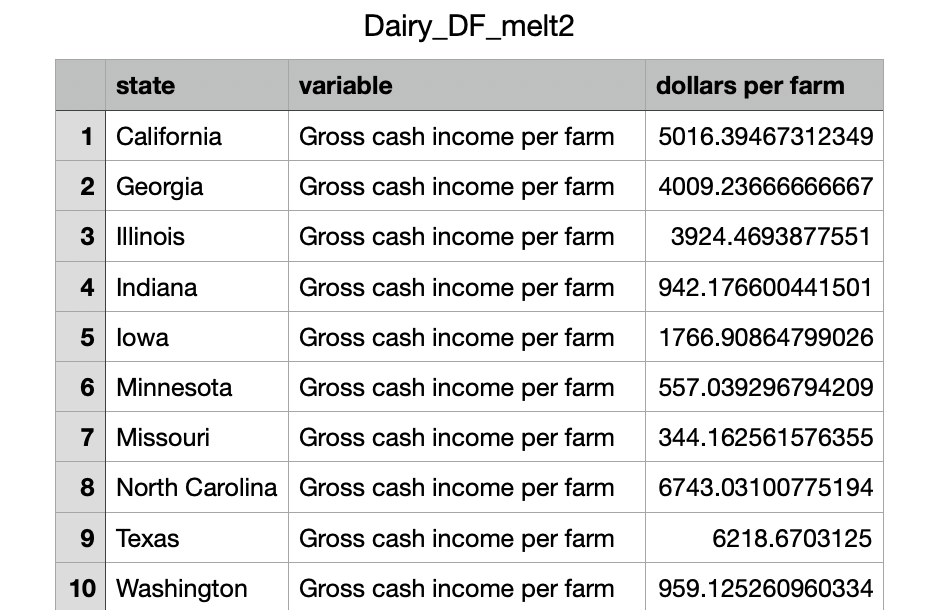 Dairy_DF_melt2
state variable dollars per farm
1 California Gross cash income per farm 5016.39467312349
2 Georgia Gross cash income per farm 4009.23666666667
3 Illinois Gross cash income per farm 3924.4693877551
4 Indiana Gross cash income per farm 942.176600441501
5 Iowa Gross cash income per farm 1766.90864799026
6 Minnesota Gross cash income per farm 557.039296794209
7 Missouri Gross cash income per farm 344.162561576355
8 North Carolina Gross cash income per farm 6743.03100775194
9 Texas Gross cash income per farm 6218.6703125
10 Washington Gross cash income per farm 959.125260960334